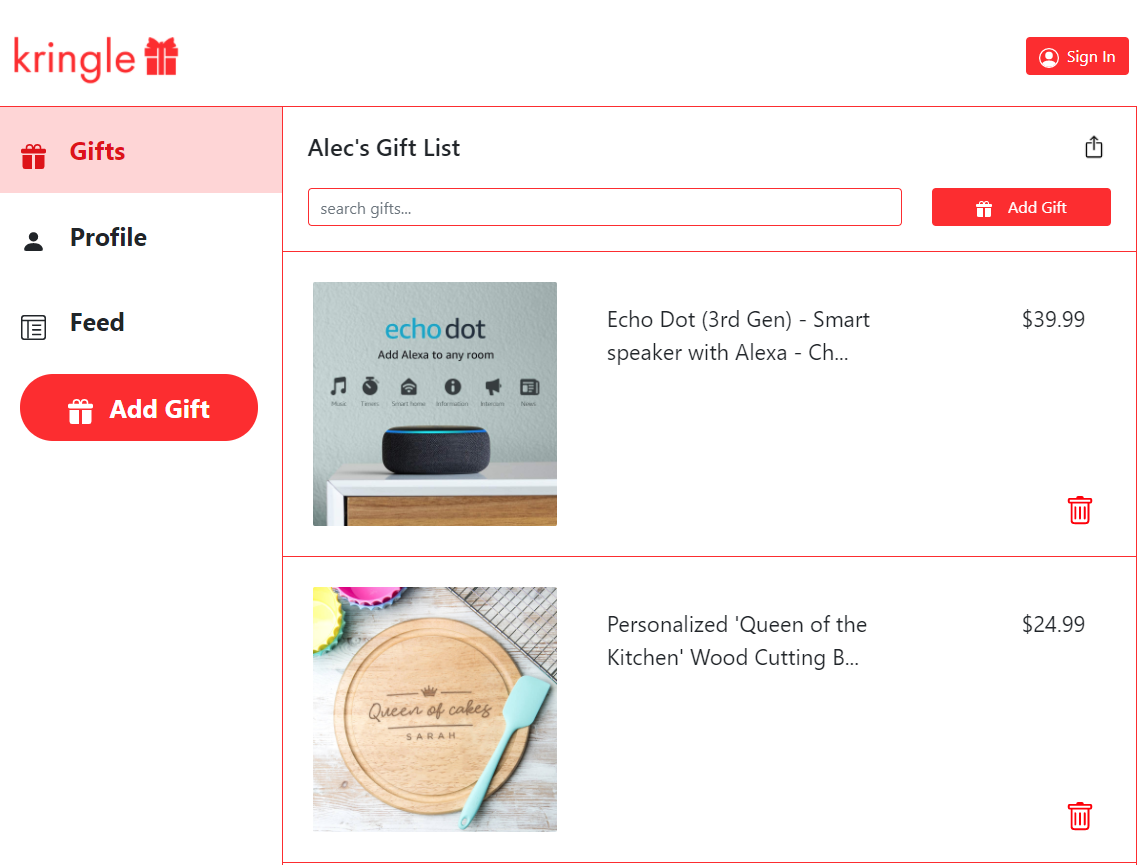 kringle
Sign In
Gifts
Profile
Feed
Add Gift
Alec's Gift List
search gifts...
Add Gift
echo dot
Add Alexa to any room
Music Timers Smart home Information Intercom News
Echo Dot (3rd Gen) - Smart
speaker with Alexa - Ch...
$39.99
Queen of cakes
SARAH
Personalized 'Queen of the
Kitchen' Wood Cutting B...
$24.99